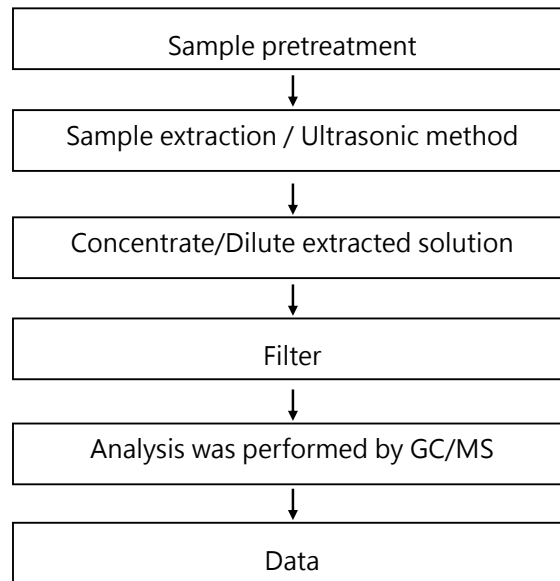 Sample pretreatment
Sample extraction / Ultrasonic method
Concentrate/Dilute extracted solution
Filter
Analysis was performed by GC/MS
Data